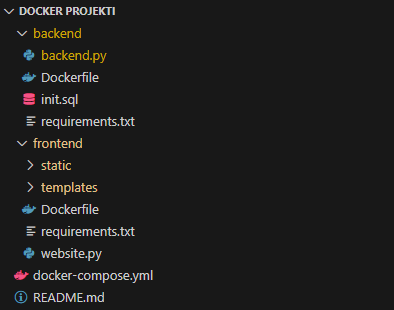 DOCKER PROJEKTI
backend
backend.py
Dockerfile
init.sql
requirements.txt
frontend
static
templates
Dockerfile
requirements.txt
website.py
docker-compose.yml
README.md